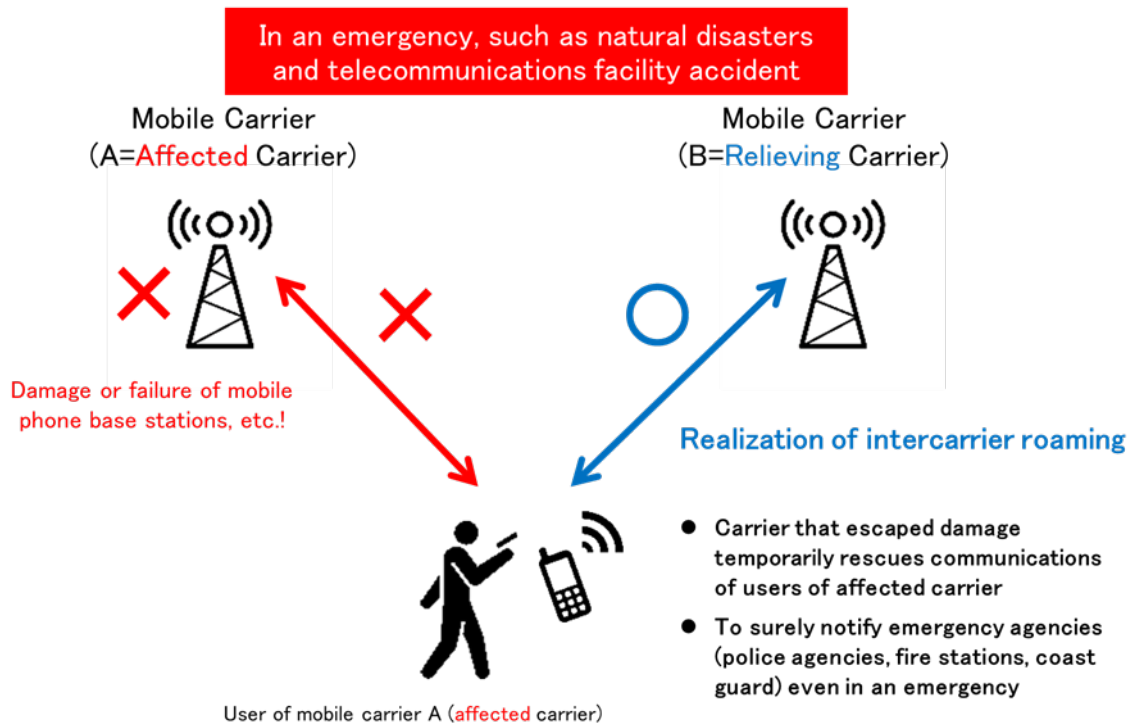 In an emergency, such as natural disasters
and telecommunications facility accident
Mobile Carrier
(A=Affected Carrier)
Mobile Carrier
(B=Relieving Carrier)
Damage or failure of mobile
phone base stations, etc.!
Realization of intercarrier roaming
● Carrier that escaped damage
temporarily rescues communications
of users of affected carrier
● To surely notify emergency agencies
(police agencies, fire stations, coast
guard) even in an emergency
User of mobile carrier A (affected carrier)